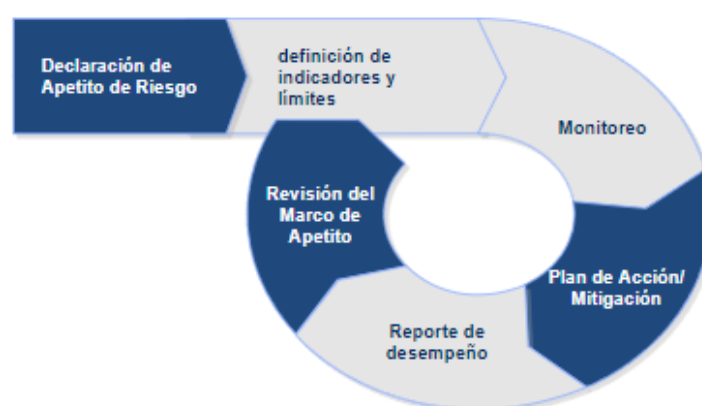 Declaración de
Apetito de Riesgo
definición de
indicadores y
límites
Monitoreo
Plan de Acción/
Mitigación
Reporte de
desempeño
Revisión del
Marco de
Apetito